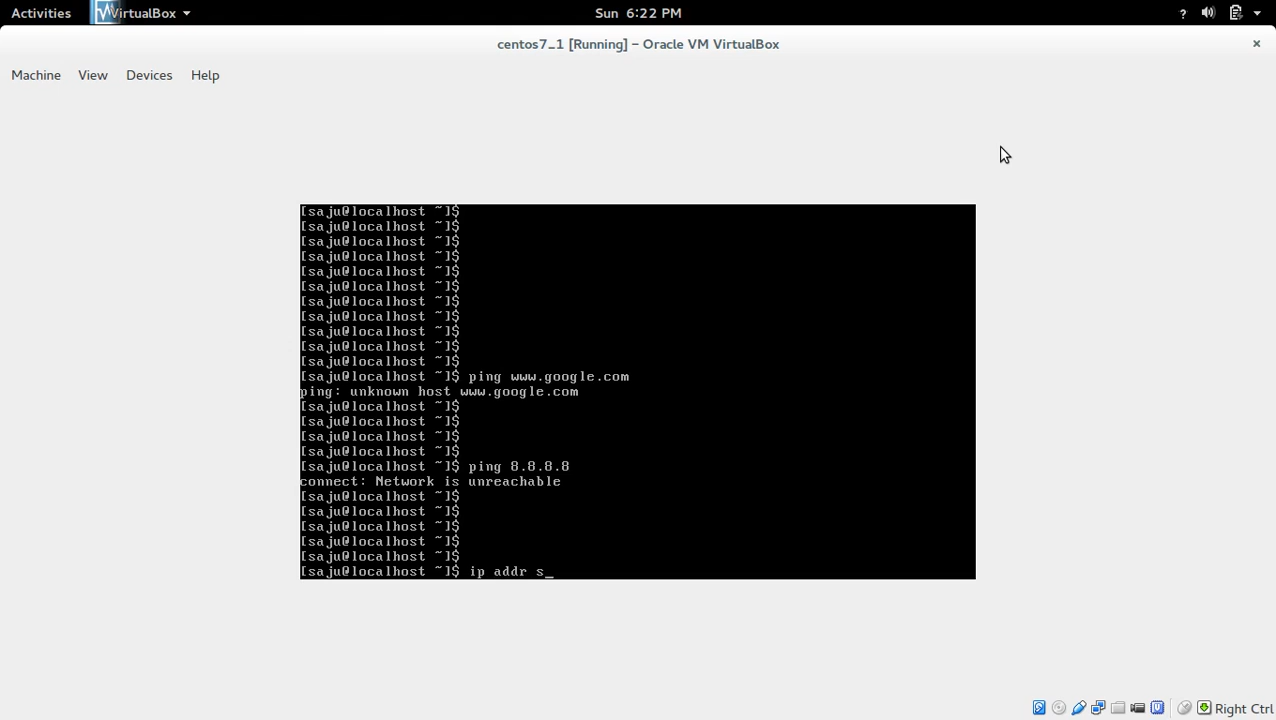 Activities VirtualBox Sun 6:22 PM ?
centos7_1 [Running] – Oracle VM VirtualBox ×
Machine View Devices Help
[saju@localhost ~]$
[saju@localhost ~]$
[saju@localhost ~]$
[saju@localhost ~]$
[saju@localhost ~]$
[saju@localhost ~]$
[saju@localhost ~]$
[saju@localhost ~]$
[saju@localhost ~]$
[saju@localhost ~]$
[saju@localhost ~]$
[saju@localhost ~]$ ping www.google.com
ping: unknown host www.google.com
[saju@localhost ~]$
[saju@localhost ~]$
[saju@localhost ~]$
[saju@localhost ~]$
[saju@localhost ~]$ ping 8.8.8.8
connect: Network is unreachable
[saju@localhost ~]$
[saju@localhost ~]$
[saju@localhost ~]$
[saju@localhost ~]$
[saju@localhost ~]$
[saju@localhost ~]$ ip addr s_
Right Ctrl